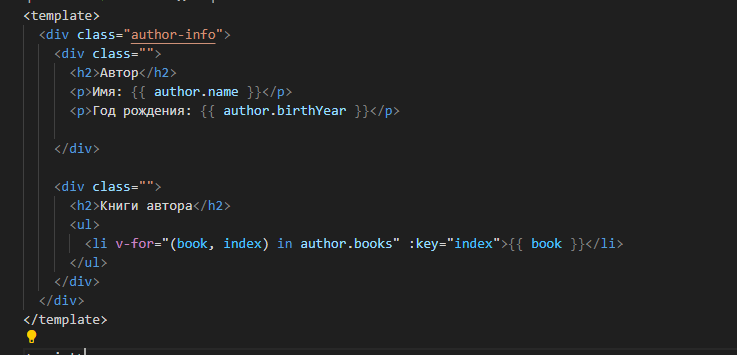 <template>
<div class="author-info">
<div class="">
<h2>Автор</h2>
<p>Имя: {{ author.name }}</p>
<p>Год рождения: {{ author.birthYear }}</p>
</div>
<div class="">
<h2>Книги автора</h2>
<ul>
<li v-for="(book, index) in author.books" :key="index">{{ book }}</li>
</ul>
</div>
</div>
</template>